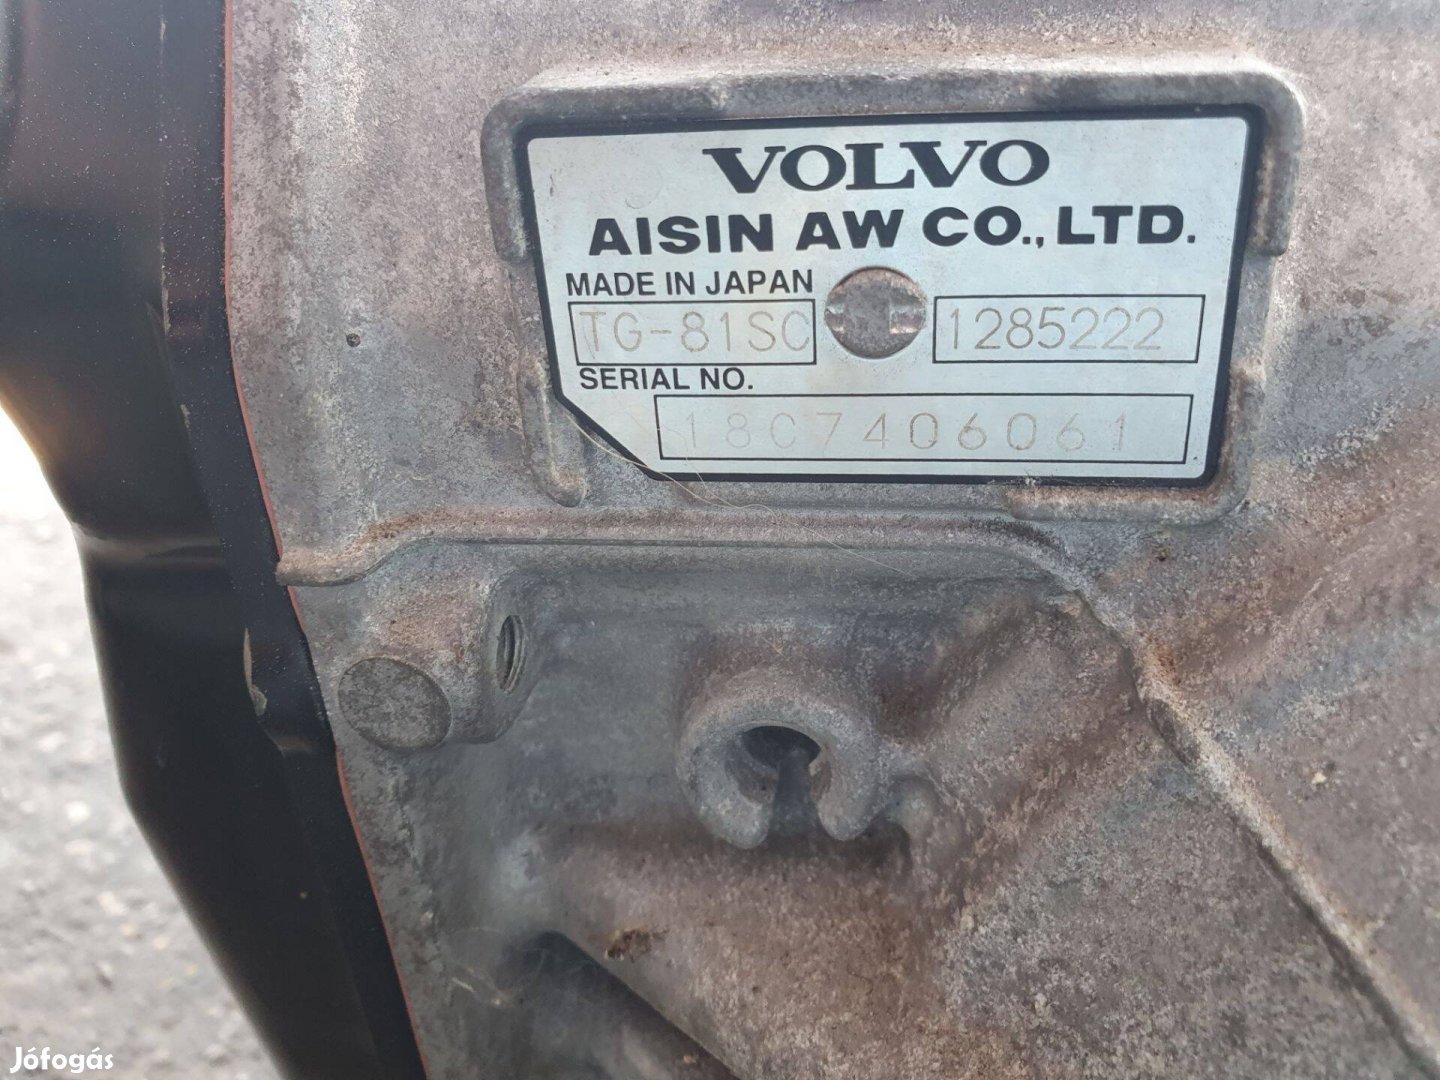 VOLVO
AISIN AW CO., LTD.
MADE IN JAPAN
TG-81SC 1285222
SERIAL NO.
18C7406061
Jófogás